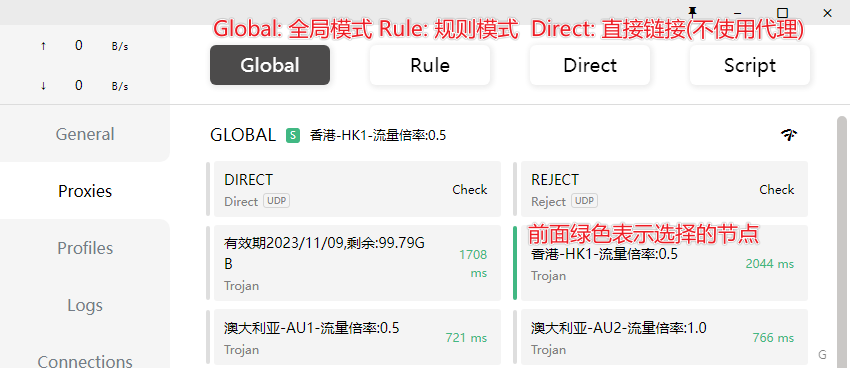 Global: 全局模式 Rule: 规则模式 Direct: 直接链接(不使用代理)
↑ 0 B/s
↓ 0 B/s
Global Rule Direct Script
General
Proxies
Profiles
Logs
Connections
GLOBAL S 香港-HK1-流量倍率:0.5
DIRECT
Direct UDP
Check
REJECT
Reject UDP
Check
有效期2023/11/09,剩余:99.79G
B
Trojan
1708
ms
前面绿色表示选择的节点
香港-HK1-流量倍率:0.5
Trojan
2044 ms
澳大利亚-AU1-流量倍率:0.5
Trojan
721 ms
澳大利亚-AU2-流量倍率:1.0
Trojan
766 ms
G